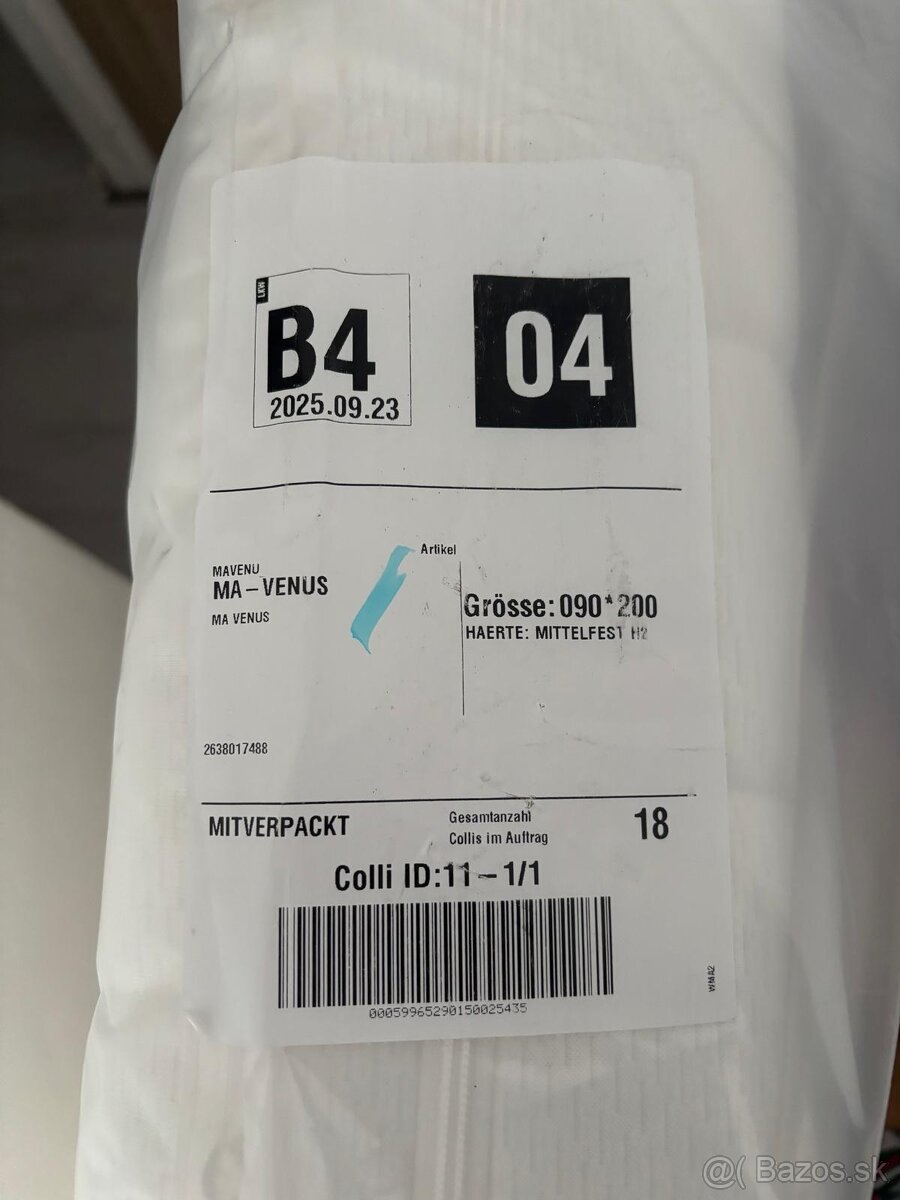 LKW
B4
2025.09.23
04
Artikel
MAVENU
MA-VENUS
MA VENUS
Grösse:090*200
HAERTE: MITTELFEST H2
2638017488
MITVERPACKT
Gesamtanzahl
Collis im Auftrag
18
Colli ID:11-1/1
00059965290150025435
WMA2
@( Bazos.sk